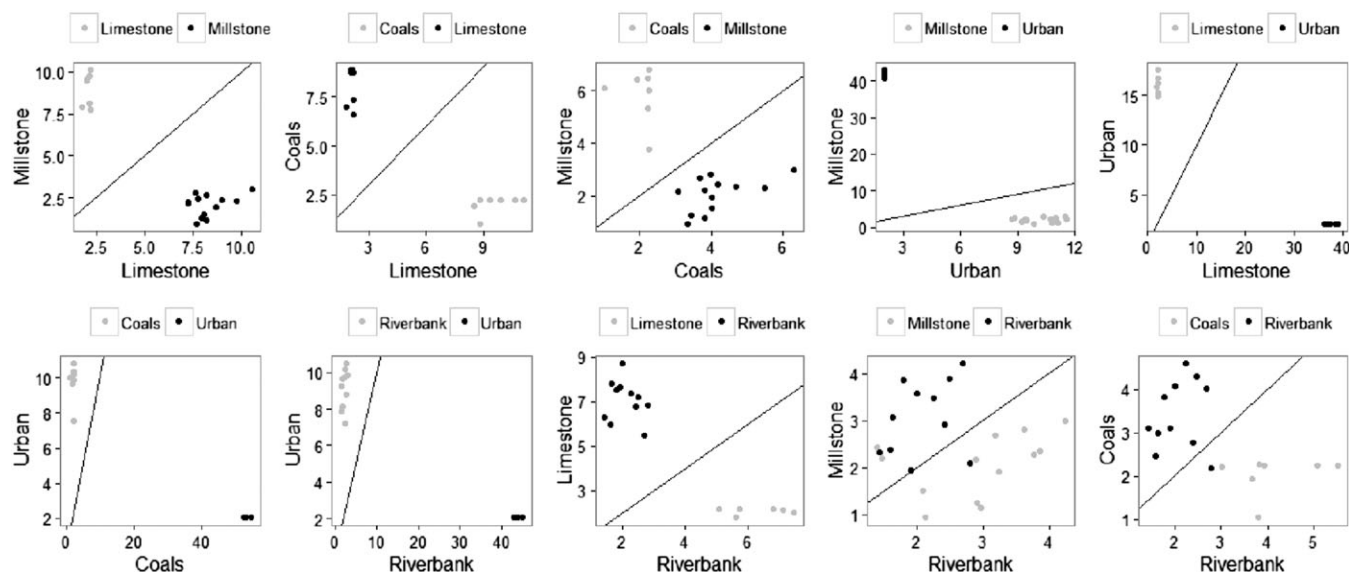 Limestone Millstone
Coals Limestone
Coals Millstone
Millstone Urban
Limestone Urban
Millstone
10.0
7.5
5.0
2.5
2.5 5.0 7.5 10.0
Limestone
Coals
7.5
5.0
2.5
3 6 9
Limestone
Millstone
6
4
2
2 4 6
Coals
Millstone
40
30
20
10
0
3 6 9 12
Urban
Urban
15
10
5
0 10 20 30 40
Limestone
Coals Urban
Riverbank Urban
Limestone Riverbank
Millstone Riverbank
Coals Riverbank
Urban
10
8
6
4
2
0 20 40
Coals
Urban
10
8
6
4
2
0 10 20 30 40
Riverbank
Limestone
9
7
5
3
2 4 6
Riverbank
Millstone
4
3
2
1
2 3 4
Riverbank
Coals
4
3
2
1
2 3 4 5
Riverbank